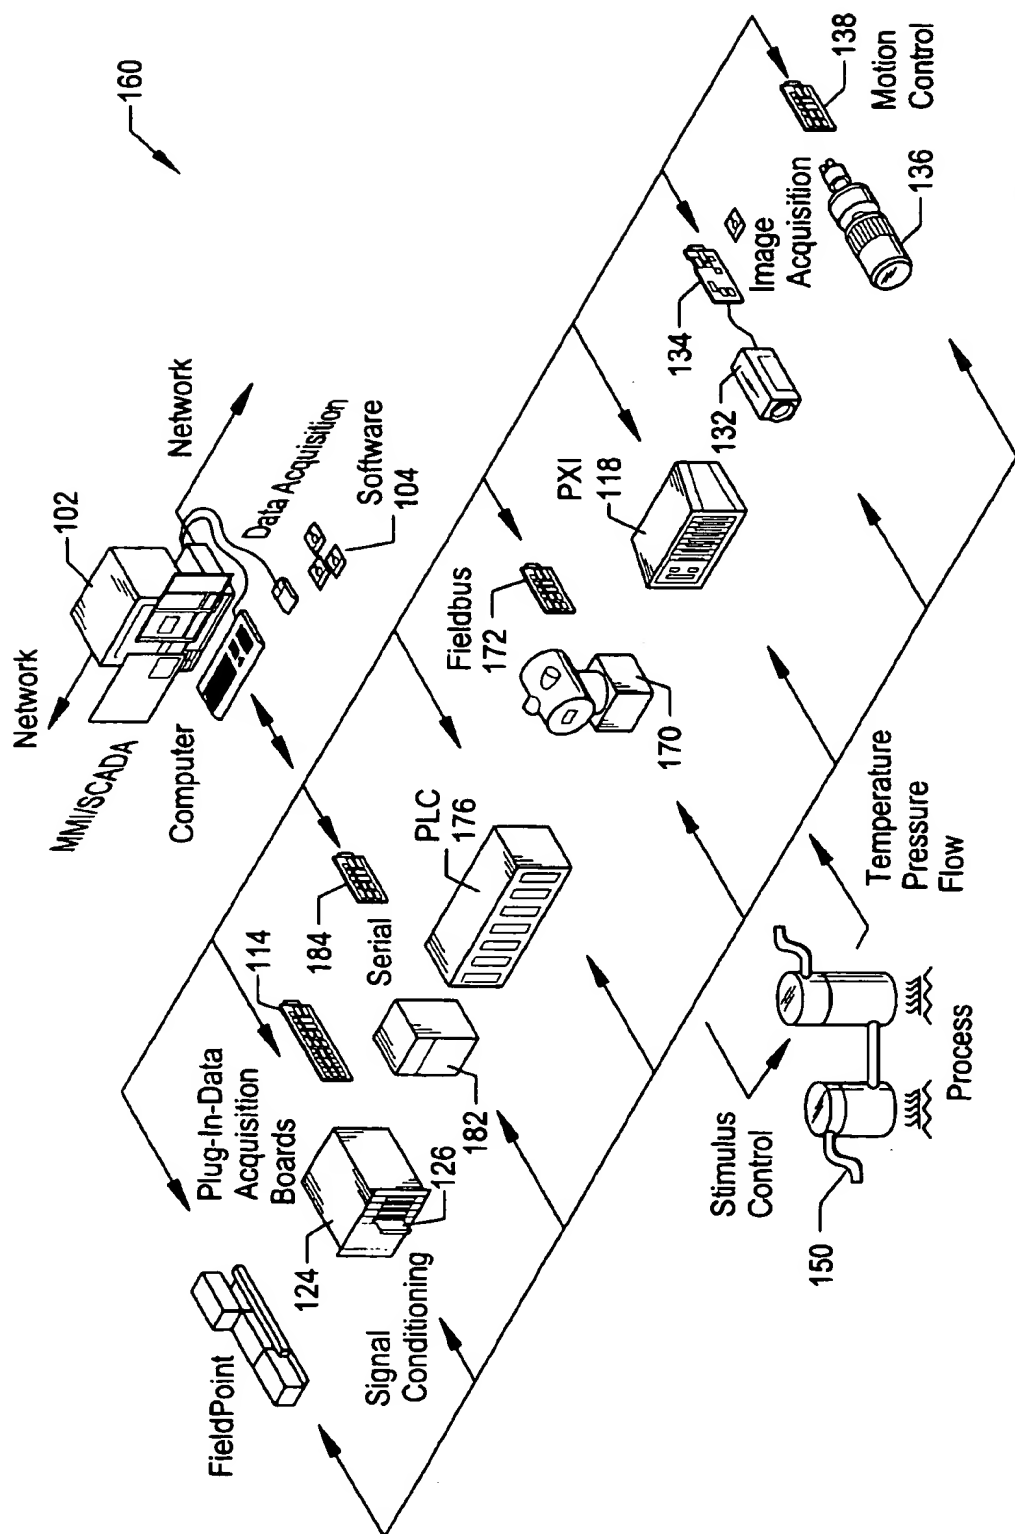 160
Network
102
Network
MMI/SCADA
Computer
Data Acquisition
Software
104
FieldPoint
Plug-In-Data
Acquisition
Boards
114
184
Serial
124
126
Signal
Conditioning
182
PLC
176
Fieldbus
172
170
PXI
118
134
132
Image
Acquisition
138
Motion
Control
136
Stimulus
Control
150
Process
Temperature
Pressure
Flow